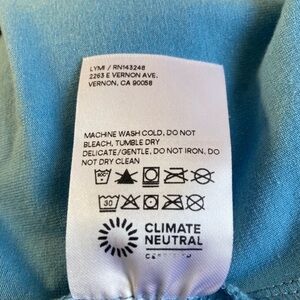 LYMI / RN143248
2263 E VERNON AVE.
VERNON, CA 90058
MACHINE WASH COLD, DO NOT
BLEACH, TUMBLE DRY
DELICATE/GENTLE, DO NOT IRON, DO
NOT DRY CLEAN
30
CLIMATE
NEUTRAL